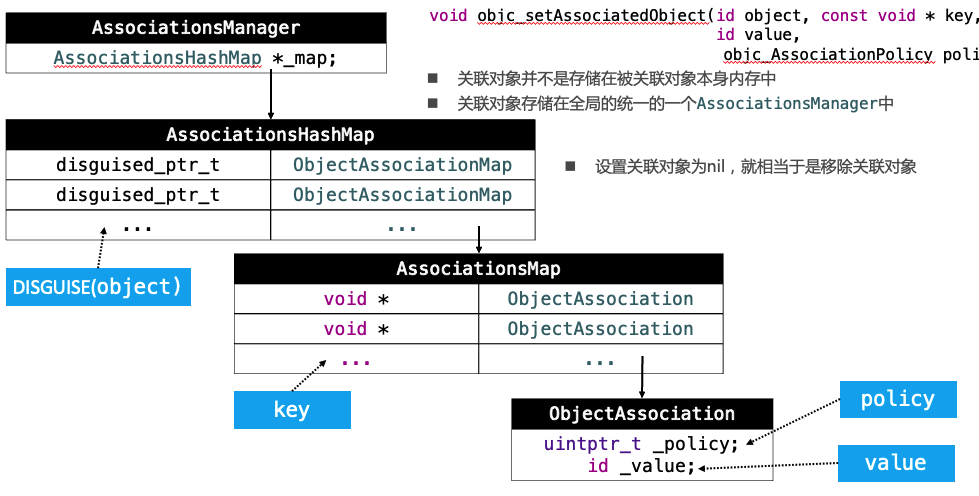 AssociationsManager
AssociationsHashMap *_map;
void objc_setAssociatedObject(id object, const void * key,
id value,
objc_AssociationPolicy poli
■ 关联对象并不是存储在被关联对象本身内存中
■ 关联对象存储在全局的统一的一个AssociationsManager中
AssociationsHashMap
disguised_ptr_t ObjectAssociationMap
disguised_ptr_t ObjectAssociationMap
... ...
■ 设置关联对象为nil，就相当于是移除关联对象
DISGUISE(object)
AssociationsMap
void * ObjectAssociation
void * ObjectAssociation
... ...
key
ObjectAssociation
uintptr_t _policy;
id _value;
policy
value